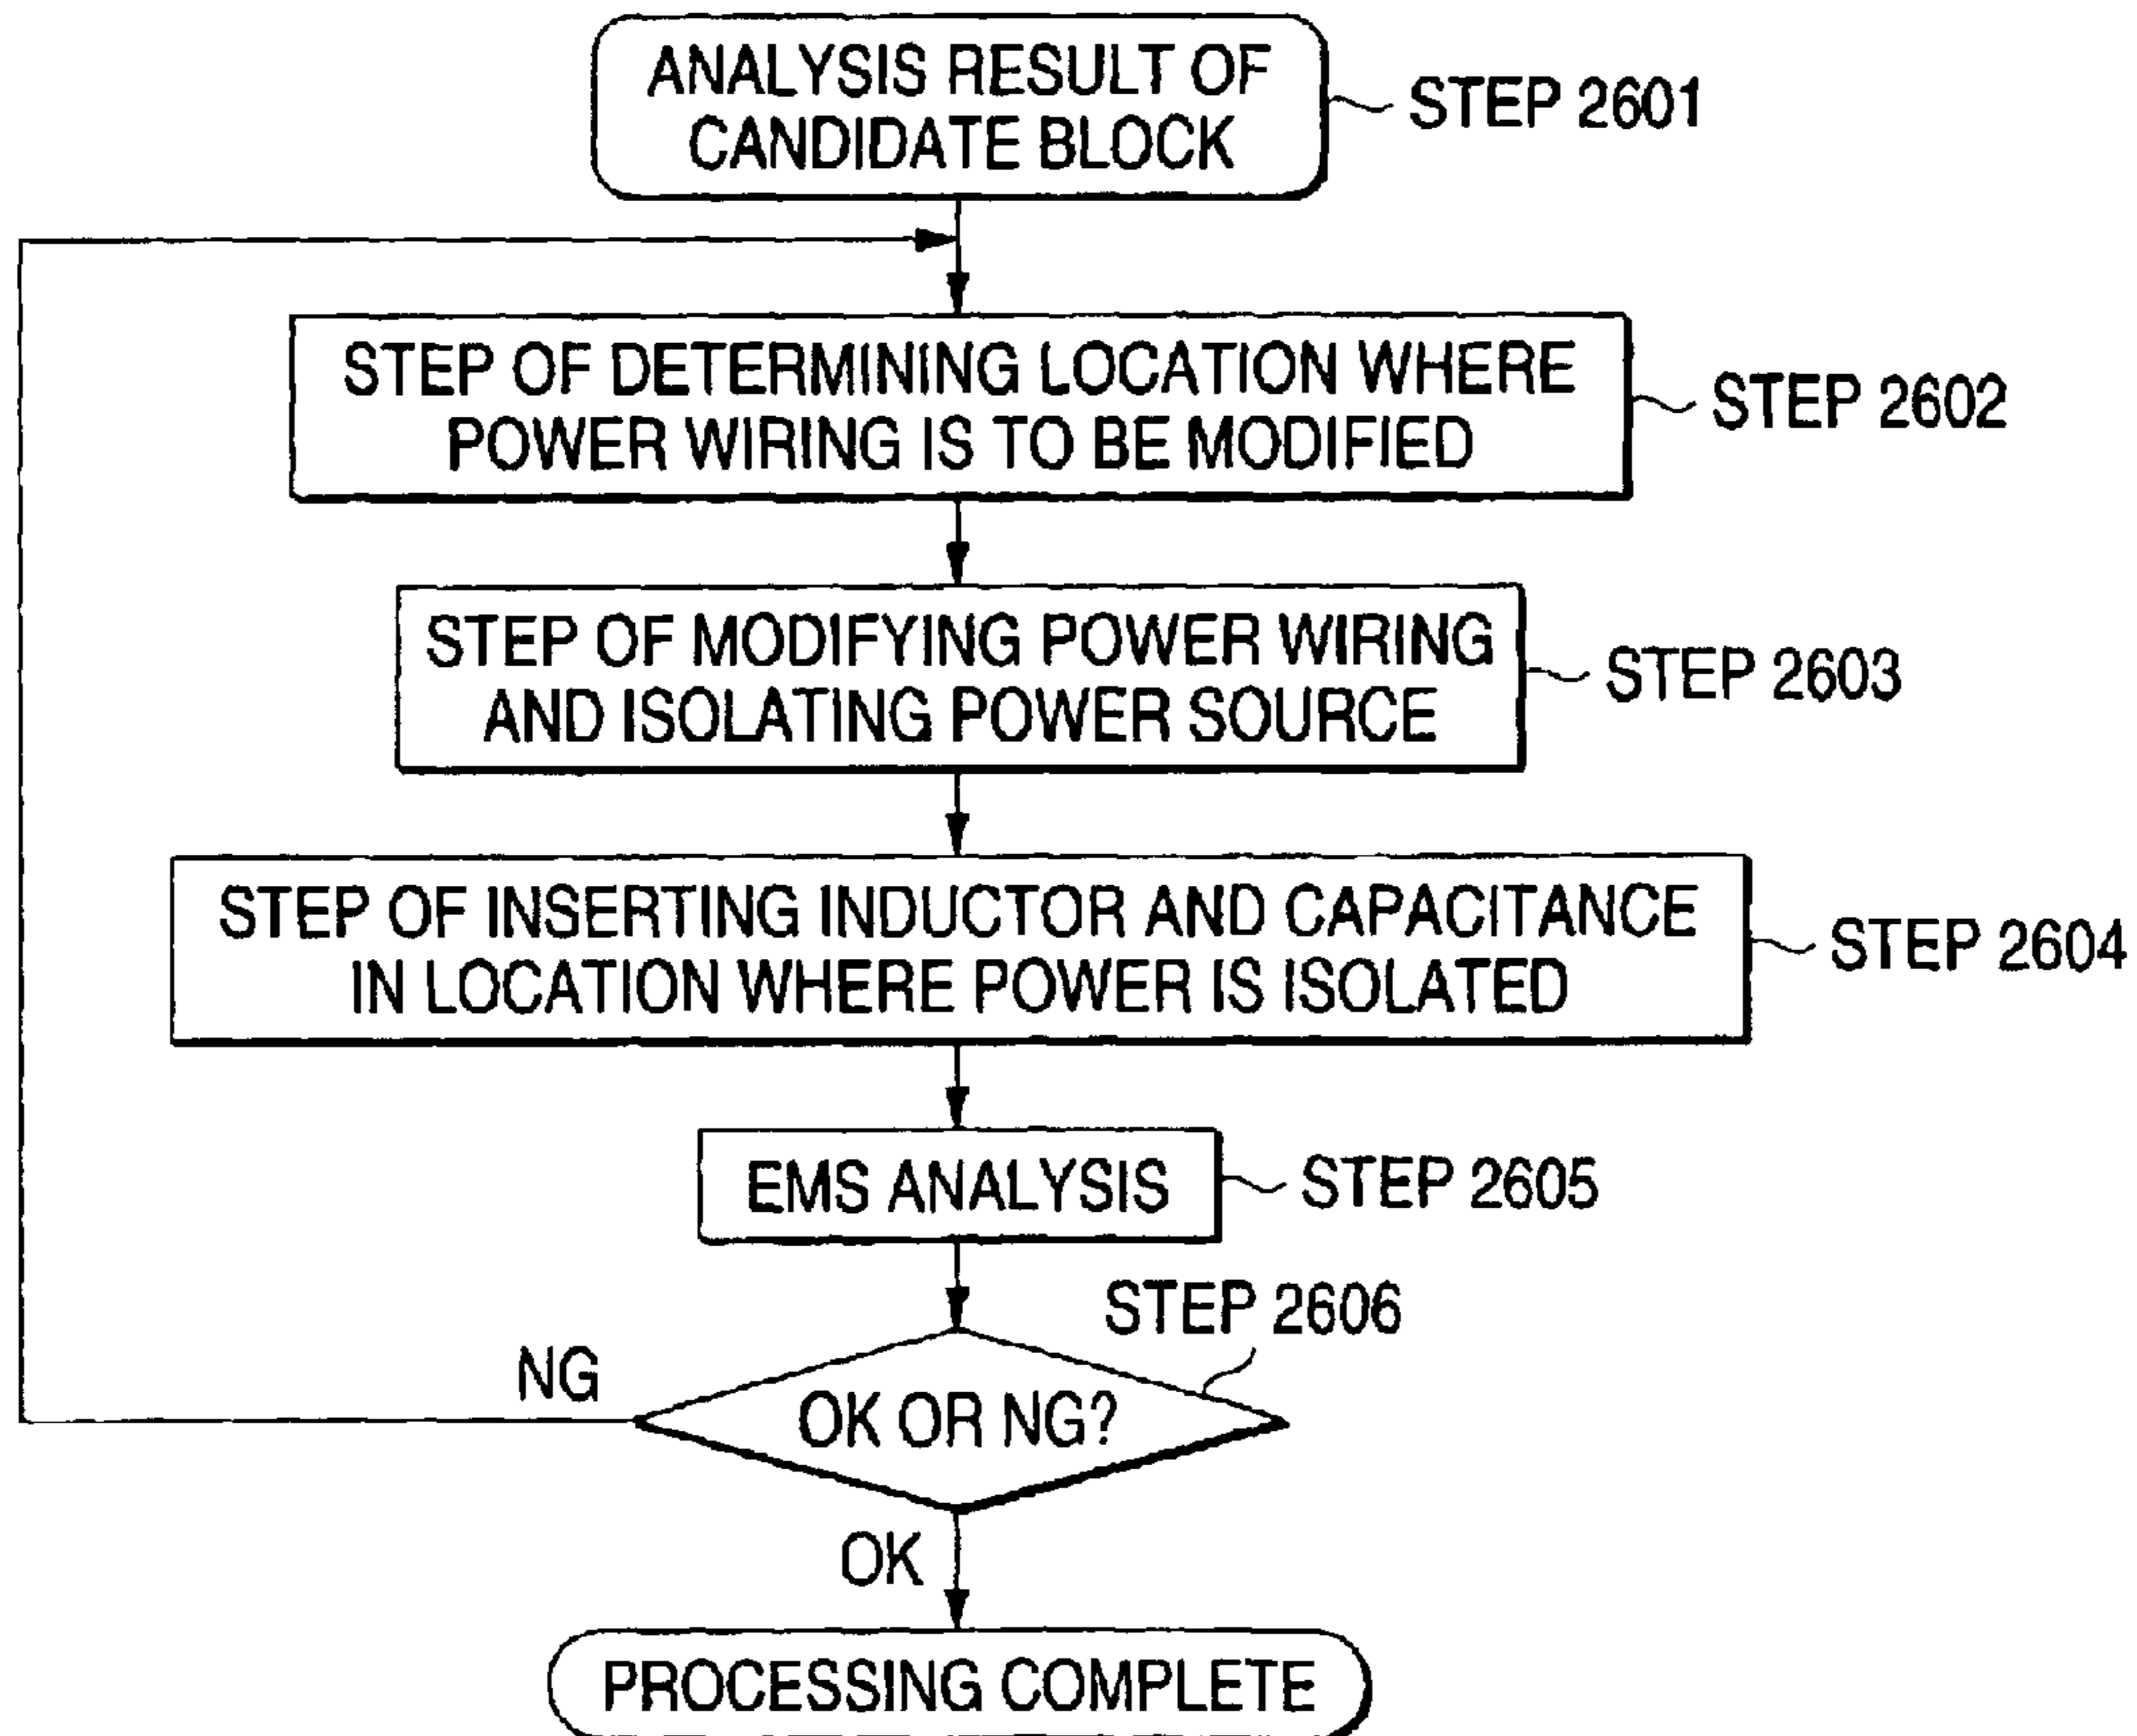 ANALYSIS RESULT OF
CANDIDATE BLOCK
STEP 2601
STEP OF DETERMINING LOCATION WHERE
POWER WIRING IS TO BE MODIFIED
STEP 2602
STEP OF MODIFYING POWER WIRING
AND ISOLATING POWER SOURCE
STEP 2603
STEP OF INSERTING INDUCTOR AND CAPACITANCE
IN LOCATION WHERE POWER IS ISOLATED
STEP 2604
EMS ANALYSIS
STEP 2605
STEP 2606
NG
OK OR NG?
OK
PROCESSING COMPLETE